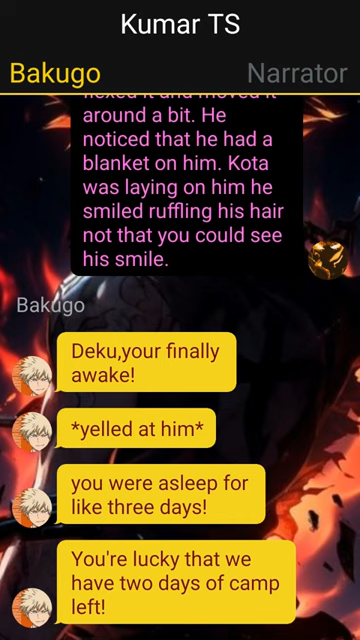 Kumar TS
Bakugo
Narrator
flexed it and moved it
around a bit. He
noticed that he had a
blanket on him. Kota
was laying on him he
smiled ruffling his hair
not that you could see
his smile.
Bakugo
Deku,your finally
awake!
*yelled at him*
you were asleep for
like three days!
You're lucky that we
have two days of camp
left!